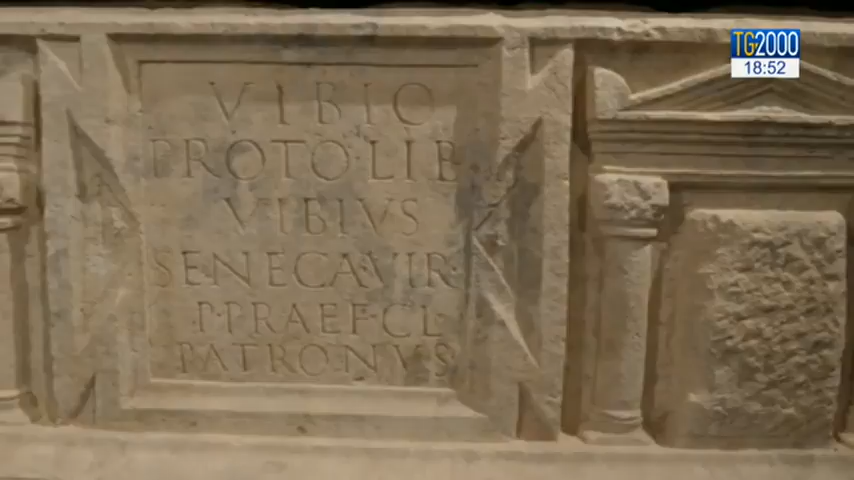 TG2000
18:52
VIBIO
PROTO·LIB
VIBIVS
SENECA·VIR·
P·PRAEF·CL·
PATRONVS